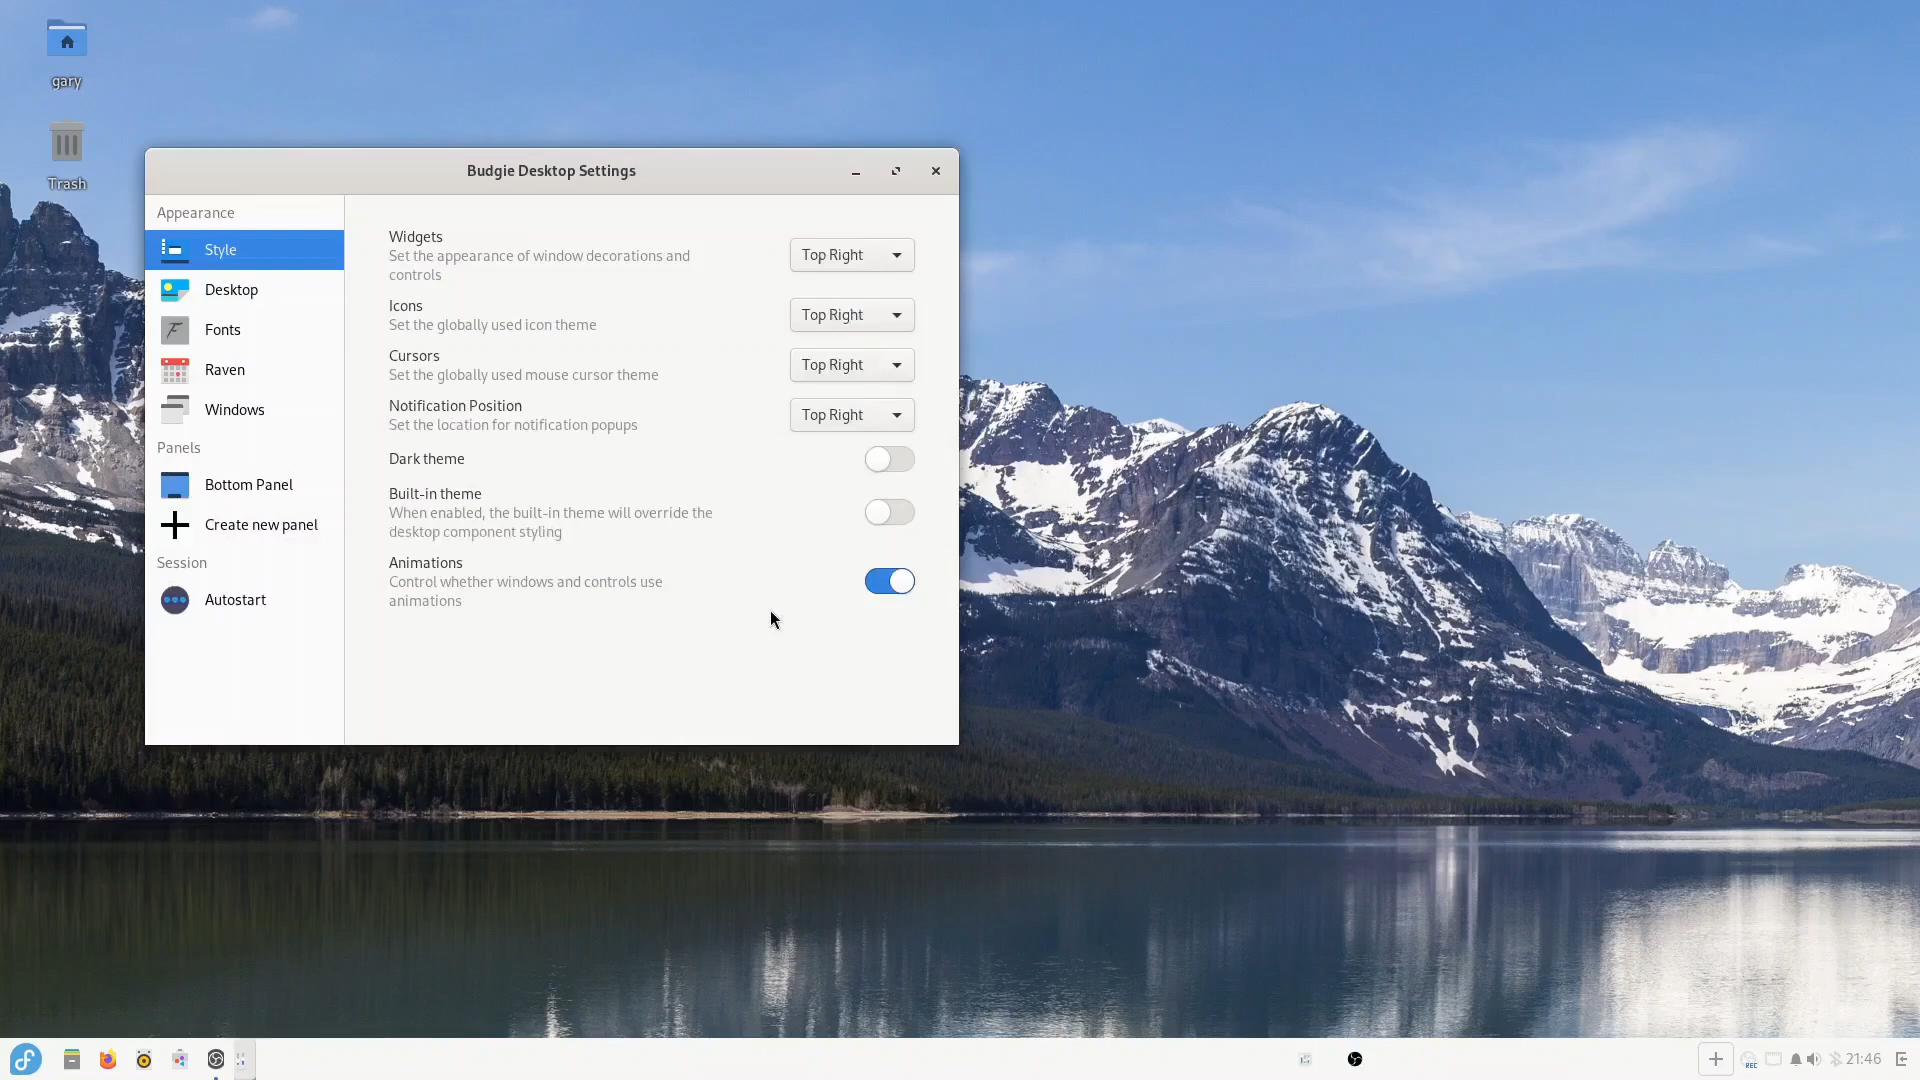 gary
Trash
Budgie Desktop Settings
Appearance
Style
Desktop
Fonts
Raven
Windows
Panels
Bottom Panel
Create new panel
Session
Autostart
Widgets
Set the appearance of window decorations and
controls
Top Right
Icons
Set the globally used icon theme
Top Right
Cursors
Set the globally used mouse cursor theme
Top Right
Notification Position
Set the location for notification popups
Top Right
Dark theme
Built-in theme
When enabled, the built-in theme will override the
desktop component styling
Animations
Control whether windows and controls use
animations
REC
21:46